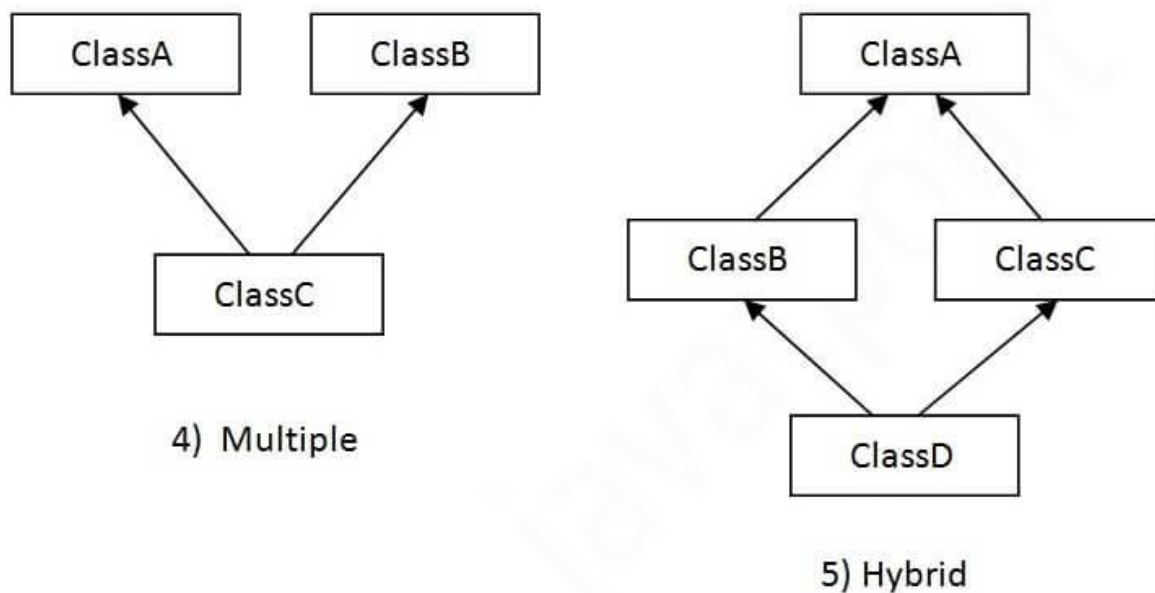 ClassA
ClassB
ClassC
4) Multiple
ClassA
ClassB
ClassC
ClassD
5) Hybrid